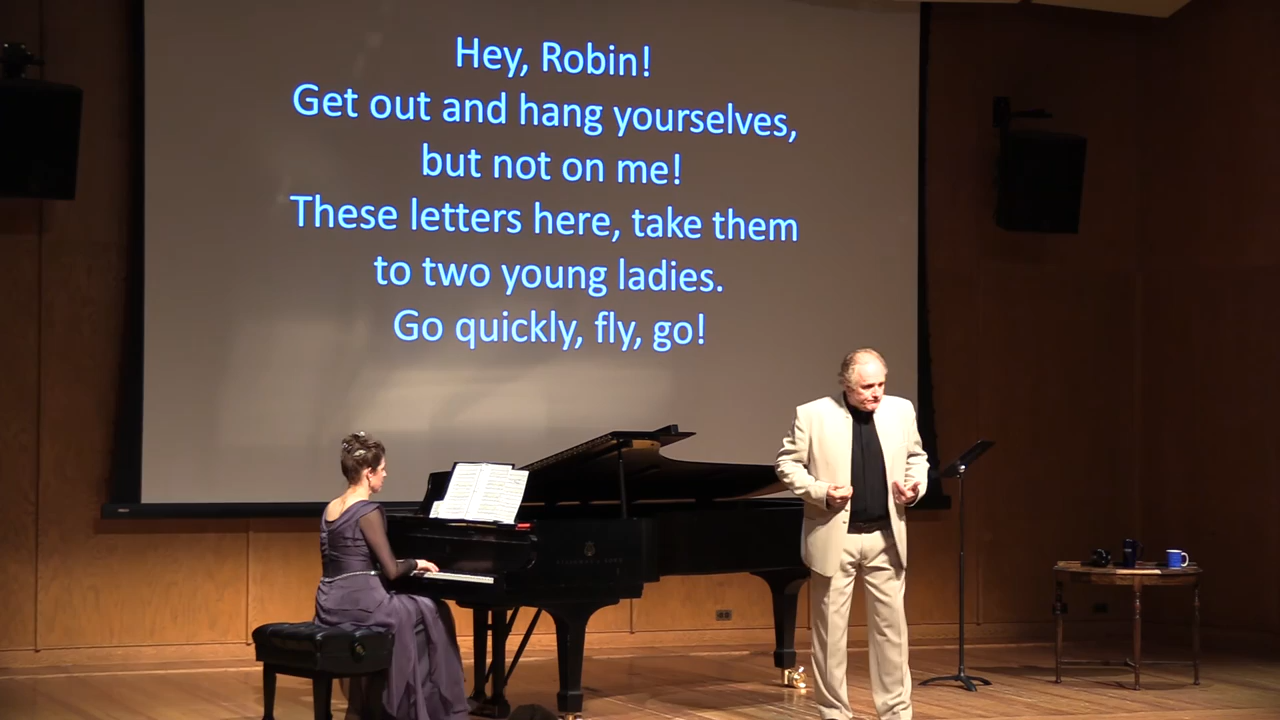 Hey, Robin!
Get out and hang yourselves,
but not on me!
These letters here, take them
to two young ladies.
Go quickly, fly, go!